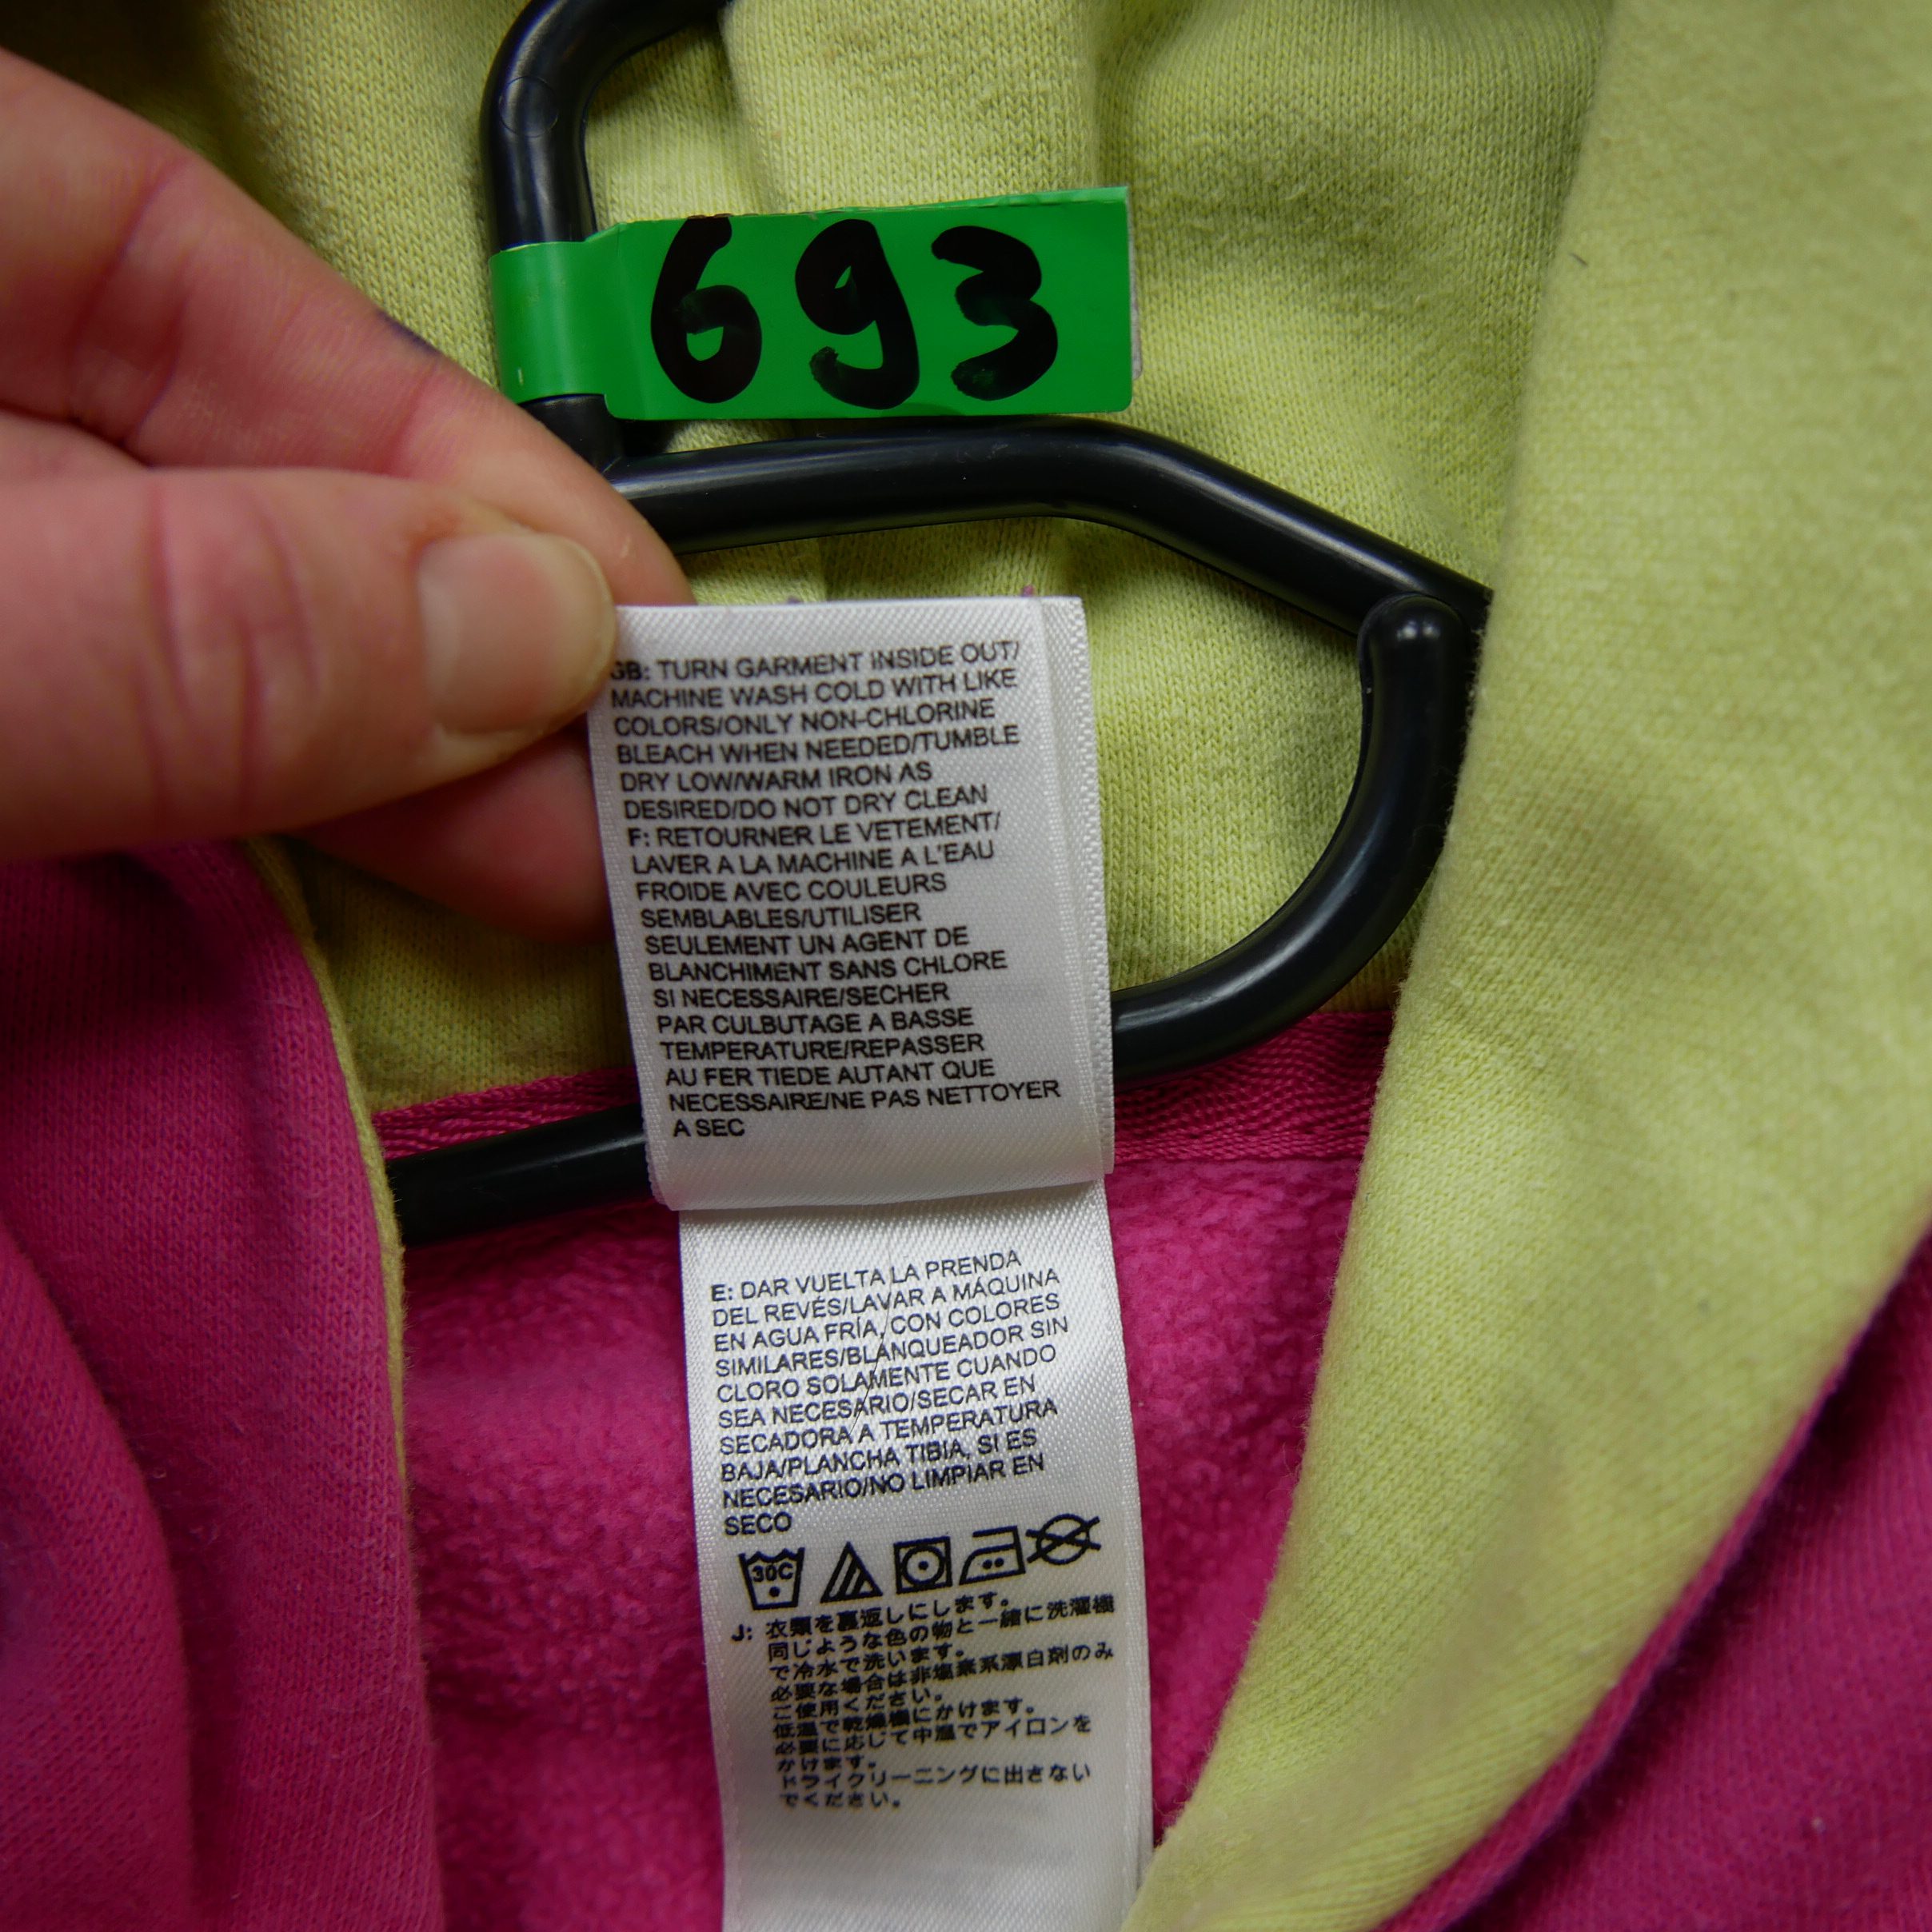 693
GB: TURN GARMENT INSIDE OUT/
MACHINE WASH COLD WITH LIKE
COLORS/ONLY NON-CHLORINE
BLEACH WHEN NEEDED/TUMBLE
DRY LOW/WARM IRON AS
DESIRED/DO NOT DRY CLEAN
F: RETOURNER LE VETEMENT/
LAVER A LA MACHINE A L'EAU
FROIDE AVEC COULEURS
SEMBLABLES/UTILISER
SEULEMENT UN AGENT DE
BLANCHIMENT SANS CHLORE
SI NECESSAIRE/SECHER
PAR CULBUTAGE A BASSE
TEMPERATURE/REPASSER
AU FER TIEDE AUTANT QUE
NECESSAIRE/NE PAS NETTOYER
A SEC
E: DAR VUELTA LA PRENDA
DEL REVÉS/LAVAR A MÁQUINA
EN AGUA FRÍA, CON COLORES
SIMILARES/BLANQUEADOR SIN
CLORO SOLAMENTE CUANDO
SEA NECESARIO/SECAR EN
SECADORA A TEMPERATURA
BAJA/PLANCHA TIBIA, SI ES
NECESARIO/NO LIMPIAR EN
SECO
30C
J: 衣類を裏返しにします。
同じような色の物と一緒に洗濯機
で冷水で洗います。
必要な場合は非塩素系漂白剤のみ
ご使用ください。
低温で乾燥機にかけます。
必要に応じて中温でアイロンを
かけます。
ドライクリーニングに出さない
でください。